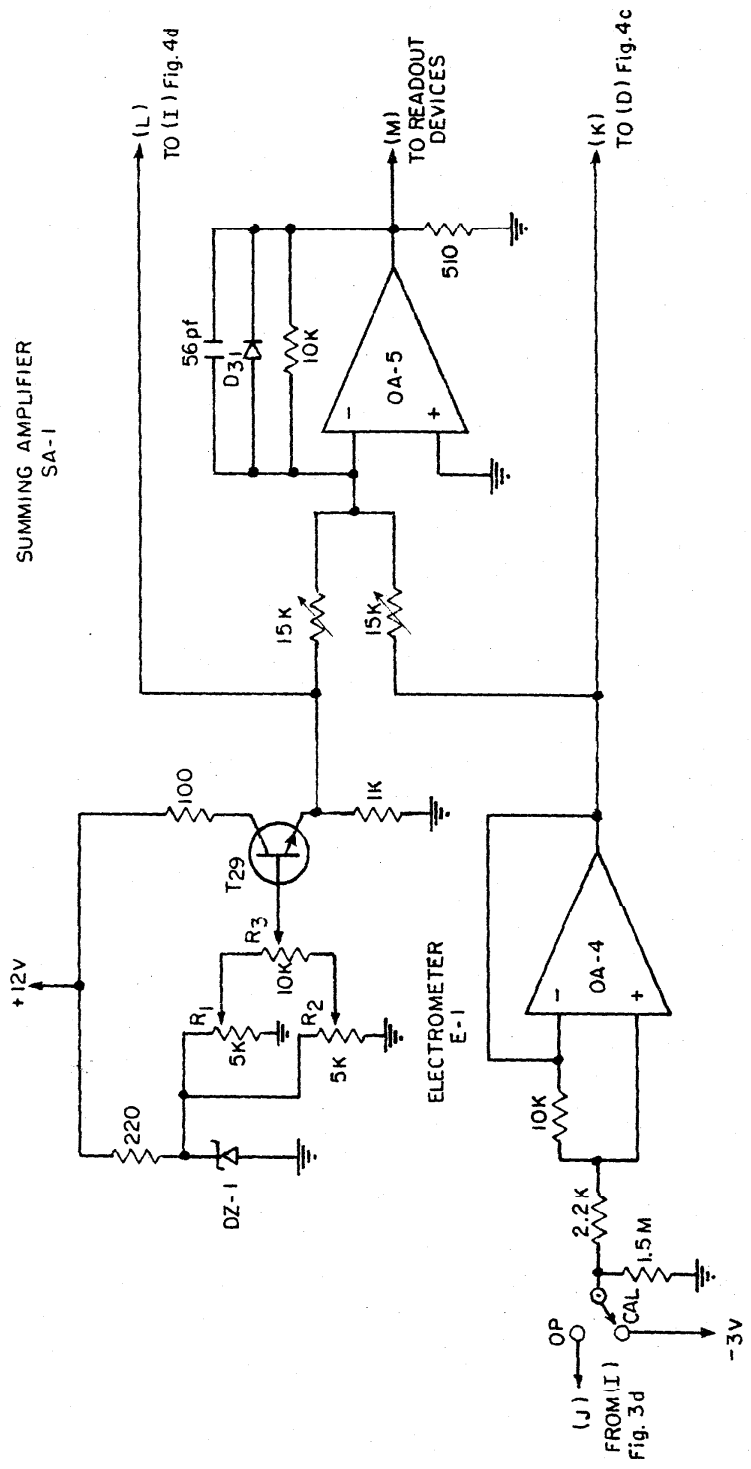 SUMMING AMPLIFIER
SA-1
(L)
TO (I) Fig. 4d
(M)
TO READOUT
DEVICES
(K)
TO (D) Fig. 4c
56pf
D31
10K
OA-5
-
+
510
15K
15K
+12V
100
T29
1K
R3
10K
R1
5K
R2
5K
220
DZ-1
ELECTROMETER
E-1
OA-4
-
+
10K
2.2K
1.5M
CAL
OP
-3V
(J)
FROM (I)
Fig. 3d